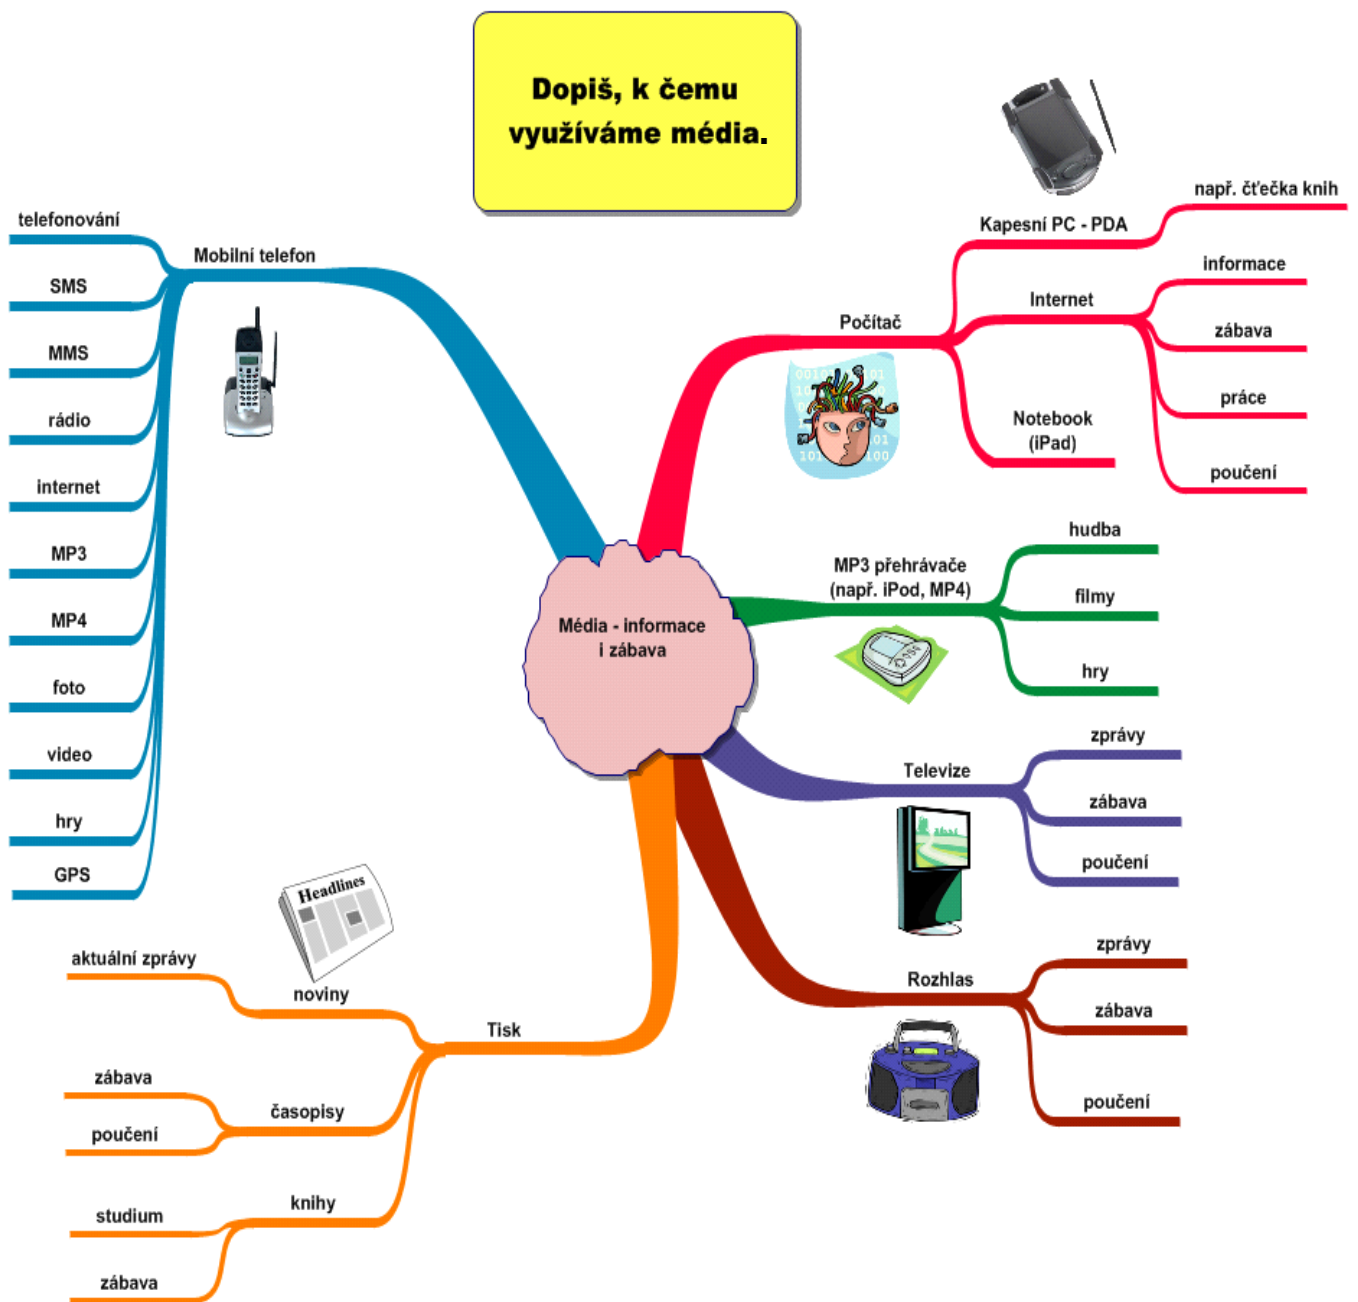 Dopiš, k čemu
využíváme média.
Mobilní telefon
telefonování
SMS
MMS
rádio
internet
MP3
MP4
foto
video
hry
GPS
Kapesní PC - PDA
např. čťečka knih
Počítač
Internet
informace
zábava
práce
poučení
Notebook
(iPad)
MP3 přehrávače
(např. iPod, MP4)
hudba
filmy
hry
Média - informace
i zábava
Televize
zprávy
zábava
poučení
Rozhlas
zprávy
zábava
poučení
Headlines
Tisk
noviny
aktuální zprávy
časopisy
zábava
poučení
knihy
studium
zábava